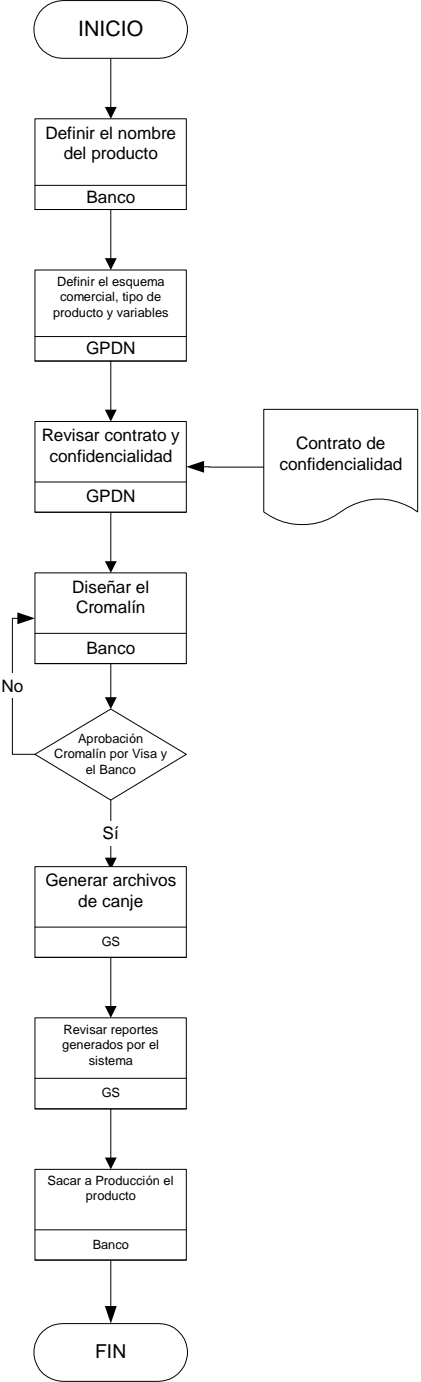 INICIO
Definir el nombre
del producto
Banco
Definir el esquema
comercial, tipo de
producto y variables
GPDN
Revisar contrato y
confidencialidad
GPDN
Contrato de
confidencialidad
Diseñar el
Cromalín
Banco
No
Aprobación
Cromalín por Visa y
el Banco
Sí
Generar archivos
de canje
GS
Revisar reportes
generados por el
sistema
GS
Sacar a Producción el
producto
Banco
FIN